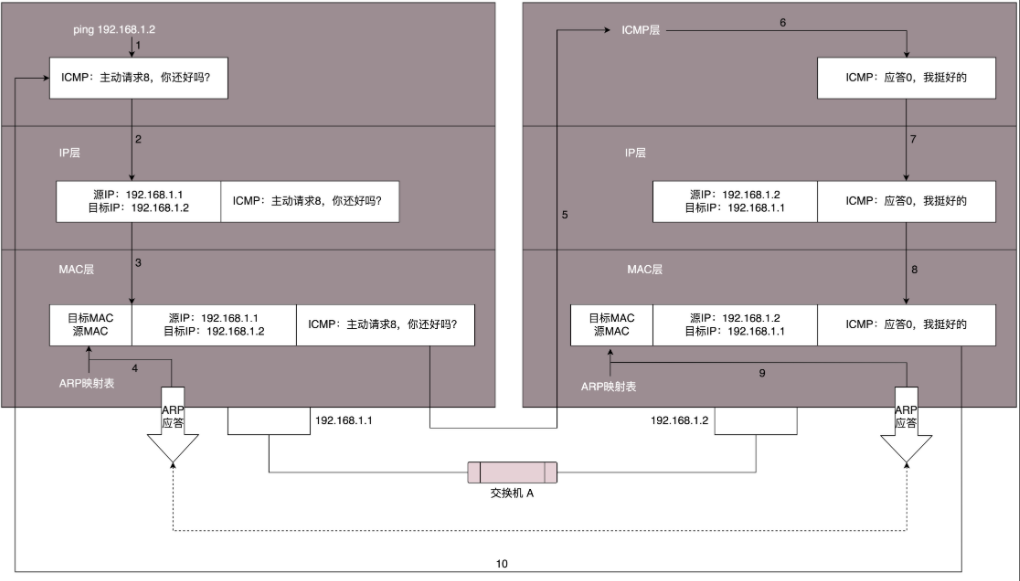 ping 192.168.1.2
1
ICMP：主动请求8，你还好吗？
2
IP层
源IP：192.168.1.1
目标IP：192.168.1.2
ICMP：主动请求8，你还好吗？
3
MAC层
目标MAC
源MAC
源IP：192.168.1.1
目标IP：192.168.1.2
ICMP：主动请求8，你还好吗？
4
ARP映射表
ARP
应答
192.168.1.1
5
ICMP层
6
ICMP：应答0，我挺好的
7
IP层
源IP：192.168.1.2
目标IP：192.168.1.1
ICMP：应答0，我挺好的
8
MAC层
目标MAC
源MAC
源IP：192.168.1.2
目标IP：192.168.1.1
ICMP：应答0，我挺好的
9
ARP映射表
ARP
应答
192.168.1.2
交换机 A
10